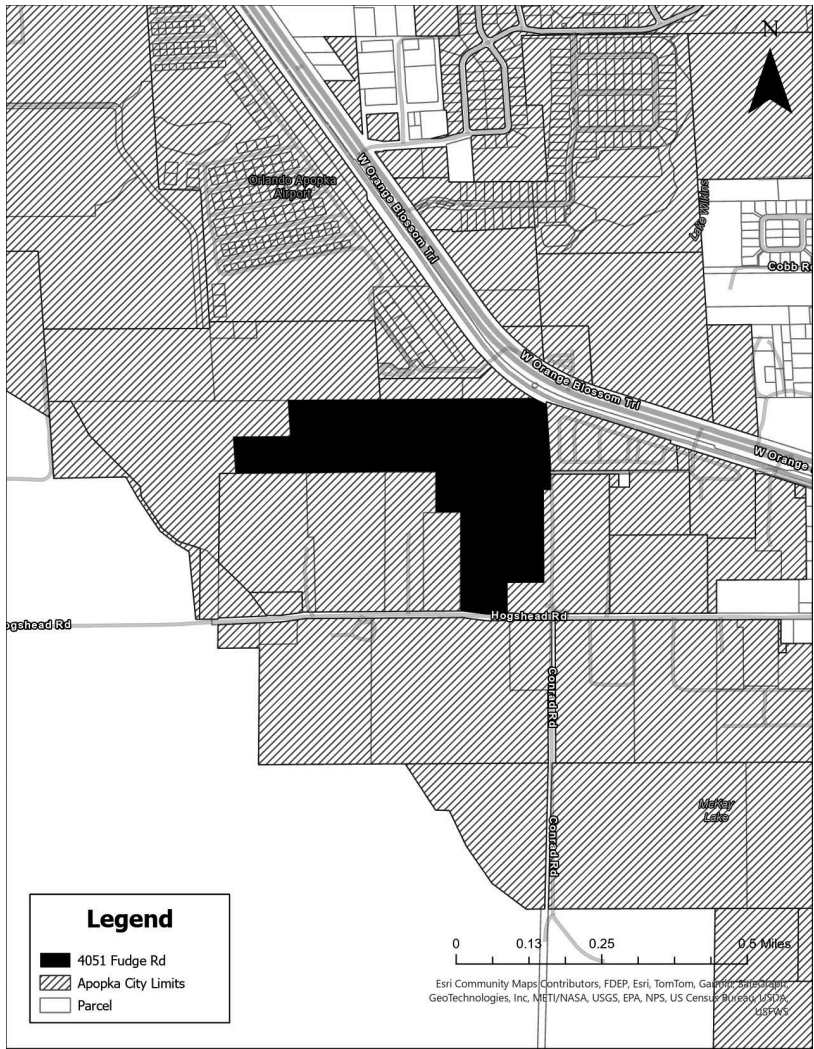 N
Orlando Apopka
Airport
W Orange Blossom Trl
Lake Wilkins
Cobb R
W Orange Blossom Trl
W Orange
Hogshead Rd
ogshead Rd
Conrad Rd
McKay
Lake
Conrad Rd
Legend
4051 Fudge Rd
Apopka City Limits
Parcel
0 0.13 0.25 0.5 Miles
Esri Community Maps Contributors, FDEP, Esri, TomTom, Garmin, SafeGraph,
GeoTechnologies, Inc, METI/NASA, USGS, EPA, NPS, US Census Bureau, USDA,
USFWS